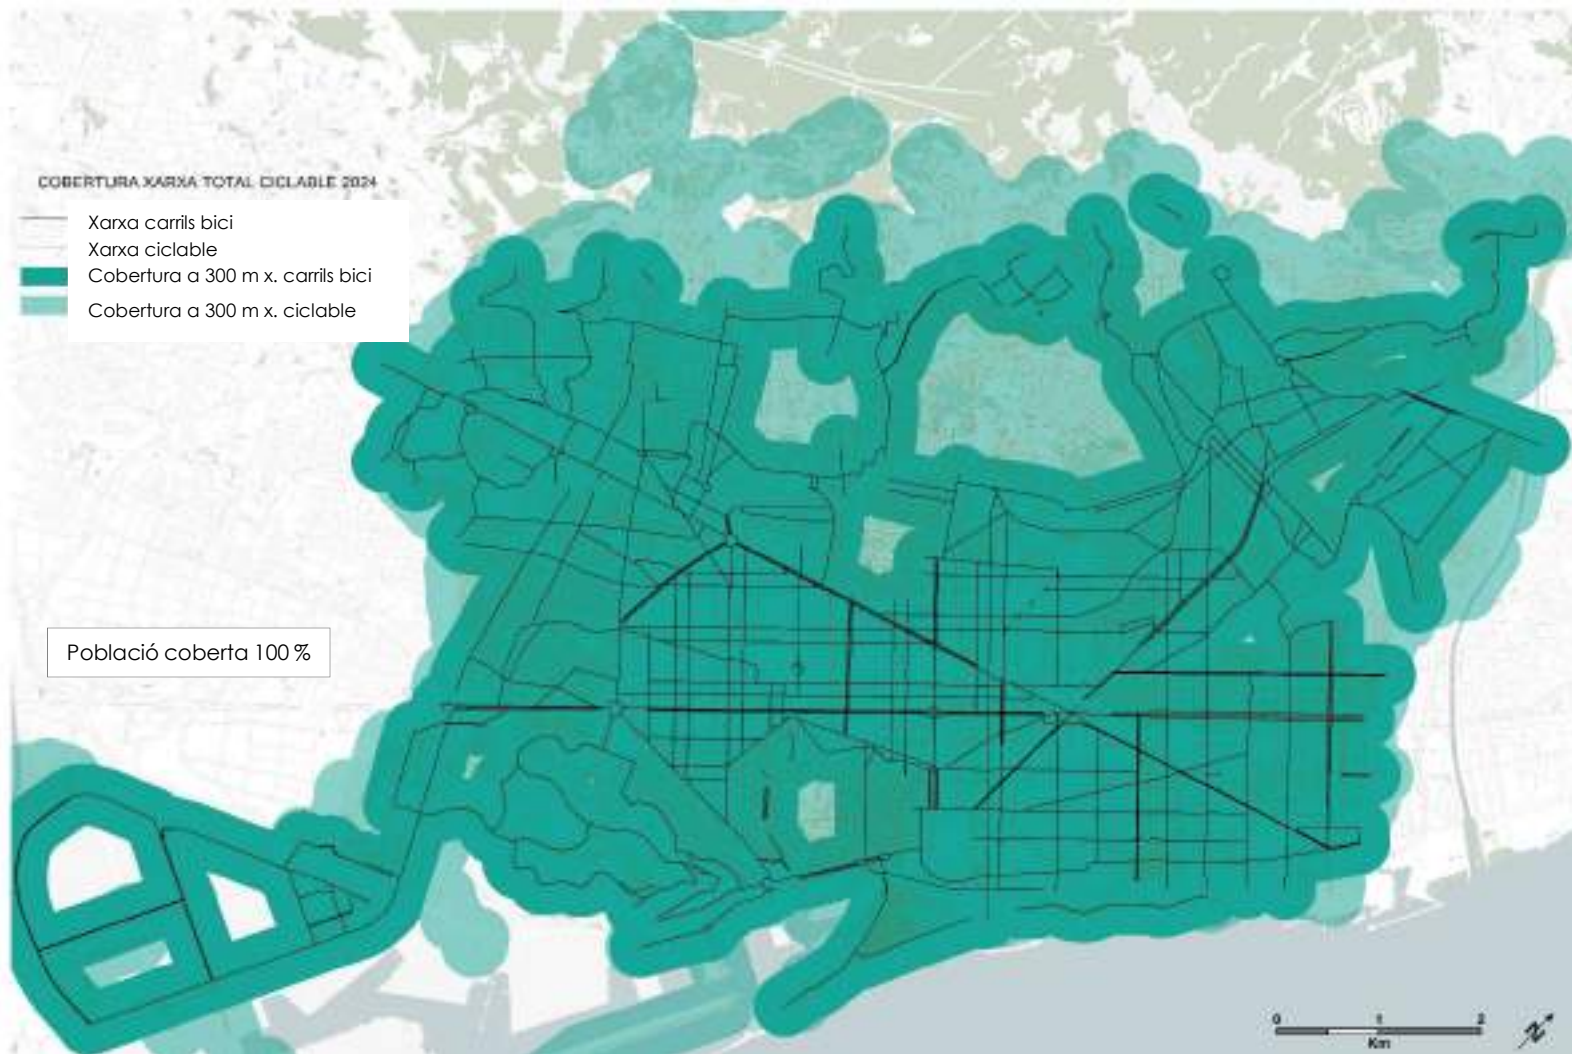 COBERTURA XARXA TOTAL CICLABLE 2024
Xarxa carrils bici
Xarxa ciclable
Cobertura a 300 m x. carrils bici
Cobertura a 300 m x. ciclable
Població coberta 100 %
0 1 2
Km
N